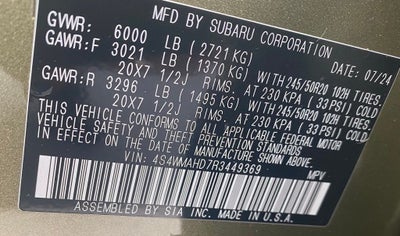 MFD BY SUBARU CORPORATION 07/24
GVWR: 6000 LB (2721 KG)
GAWR:F 3021 LB (1370 KG) WITH 245/50R20 102H TIRES,
20X7 1/2J RIMS, AT 230 KPA (33 PSI) COLD
GAWR:R 3296 LB (1495 KG) WITH 245/50R20 102H TIRES,
20X7 1/2J RIMS, AT 230 KPA (33 PSI) COLD
THIS VEHICLE CONFORMS TO ALL APPLICABLE FEDERAL MOTOR
VEHICLE SAFETY AND THEFT PREVENTION STANDARDS
IN EFFECT ON THE DATE OF MANUFACTURE SHOWN ABOVE.
VIN: 4S4WMAHD7R3449369 MPV
ASSEMBLED BY SIA INC. MADE IN U.S.A.